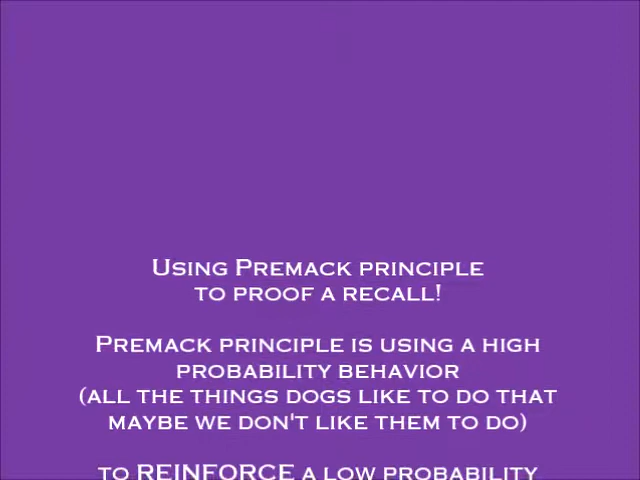 Using Premack principle
to proof a recall!
Premack principle is using a high
probability behavior
(all the things dogs like to do that
maybe we don't like them to do)
to REINFORCE a low probability